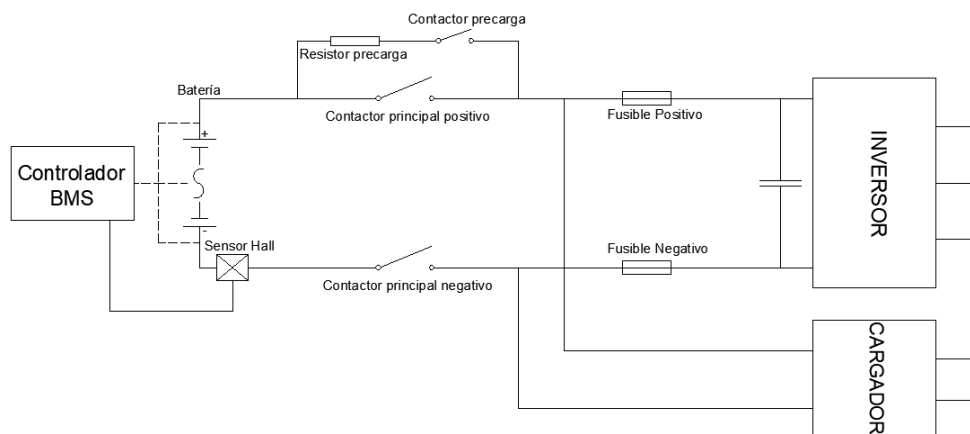 Contactor precarga
Resistor precarga
Batería
Contactor principal positivo
Fusible Positivo
+
Controlador
BMS
INVERSOR
-
Sensor Hall
Fusible Negativo
Contactor principal negativo
CARGADOR